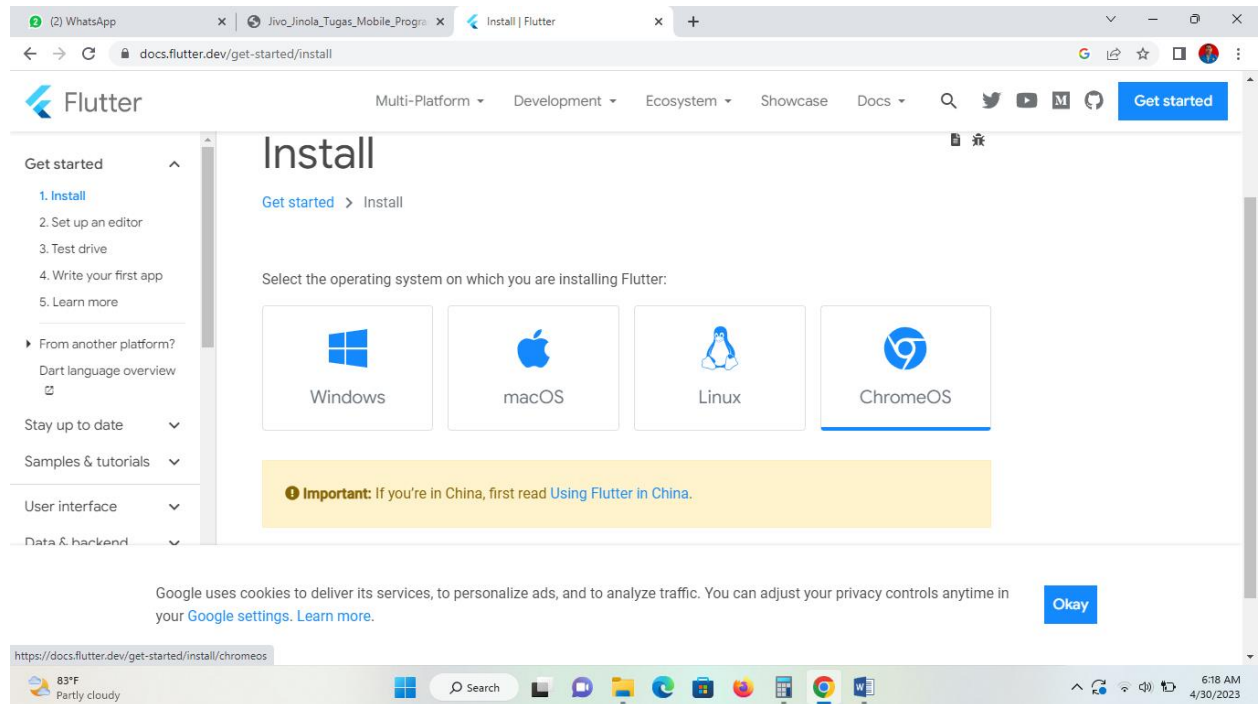 (2) WhatsApp
Jivo_Jinola_Tugas_Mobile_Progra
Install | Flutter
docs.flutter.dev/get-started/install
Flutter
Multi-Platform
Development
Ecosystem
Showcase
Docs
Get started
Get started
1. Install
2. Set up an editor
3. Test drive
4. Write your first app
5. Learn more
From another platform?
Dart language overview
Stay up to date
Samples & tutorials
User interface
Data & backend
Install
Get started > Install
Select the operating system on which you are installing Flutter:
Windows
macOS
Linux
ChromeOS
Important: If you're in China, first read Using Flutter in China.
Google uses cookies to deliver its services, to personalize ads, and to analyze traffic. You can adjust your privacy controls anytime in
your Google settings. Learn more.
Okay
https://docs.flutter.dev/get-started/install/chromeos
83°F
Partly cloudy
Search
6:18 AM
4/30/2023